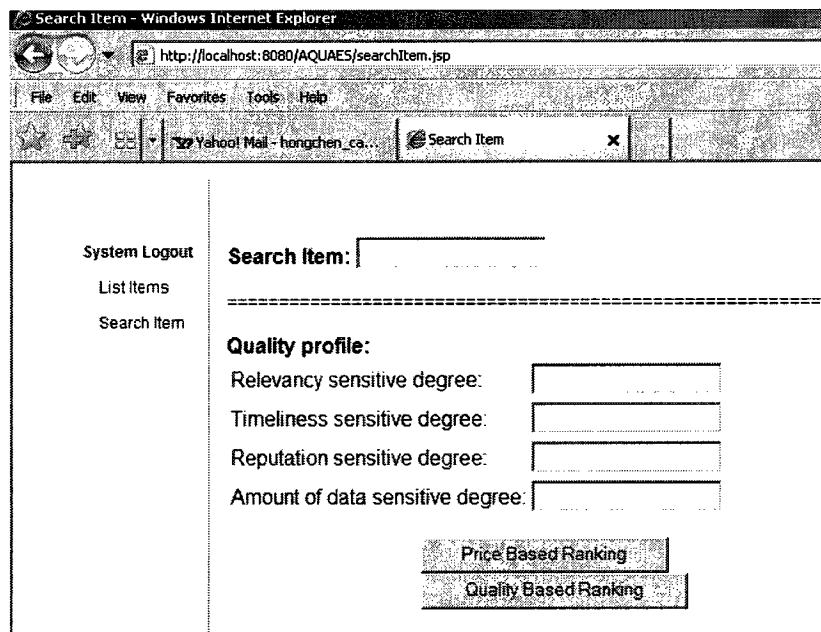 Search Item - Windows Internet Explorer
http://localhost:8080/AQUAES/searchItem.jsp
File Edit View Favorites Tools Help
Yahoo! Mail - hongchen_ca... Search Item x
System Logout
List Items
Search Item
Search Item:
==========================================================
Quality profile:
Relevancy sensitive degree:
Timeliness sensitive degree:
Reputation sensitive degree:
Amount of data sensitive degree:
Price Based Ranking
Quality Based Ranking